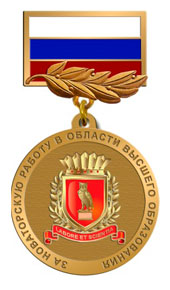 ЗА НОВАТОРСКУЮ РАБОТУ В ОБЛАСТИ ВЫСШЕГО ОБРАЗОВАНИЯ
LABORE ET SCIENTIA